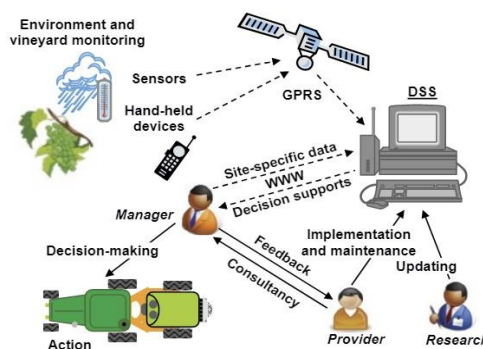 Environment and
vineyard monitoring
Sensors
Hand-held
devices
GPRS
DSS
Site-specific data
WWW
Decision supports
Manager
Decision-making
Feedback
Consultancy
Implementation
and maintenance
Updating
Action
Provider
Research